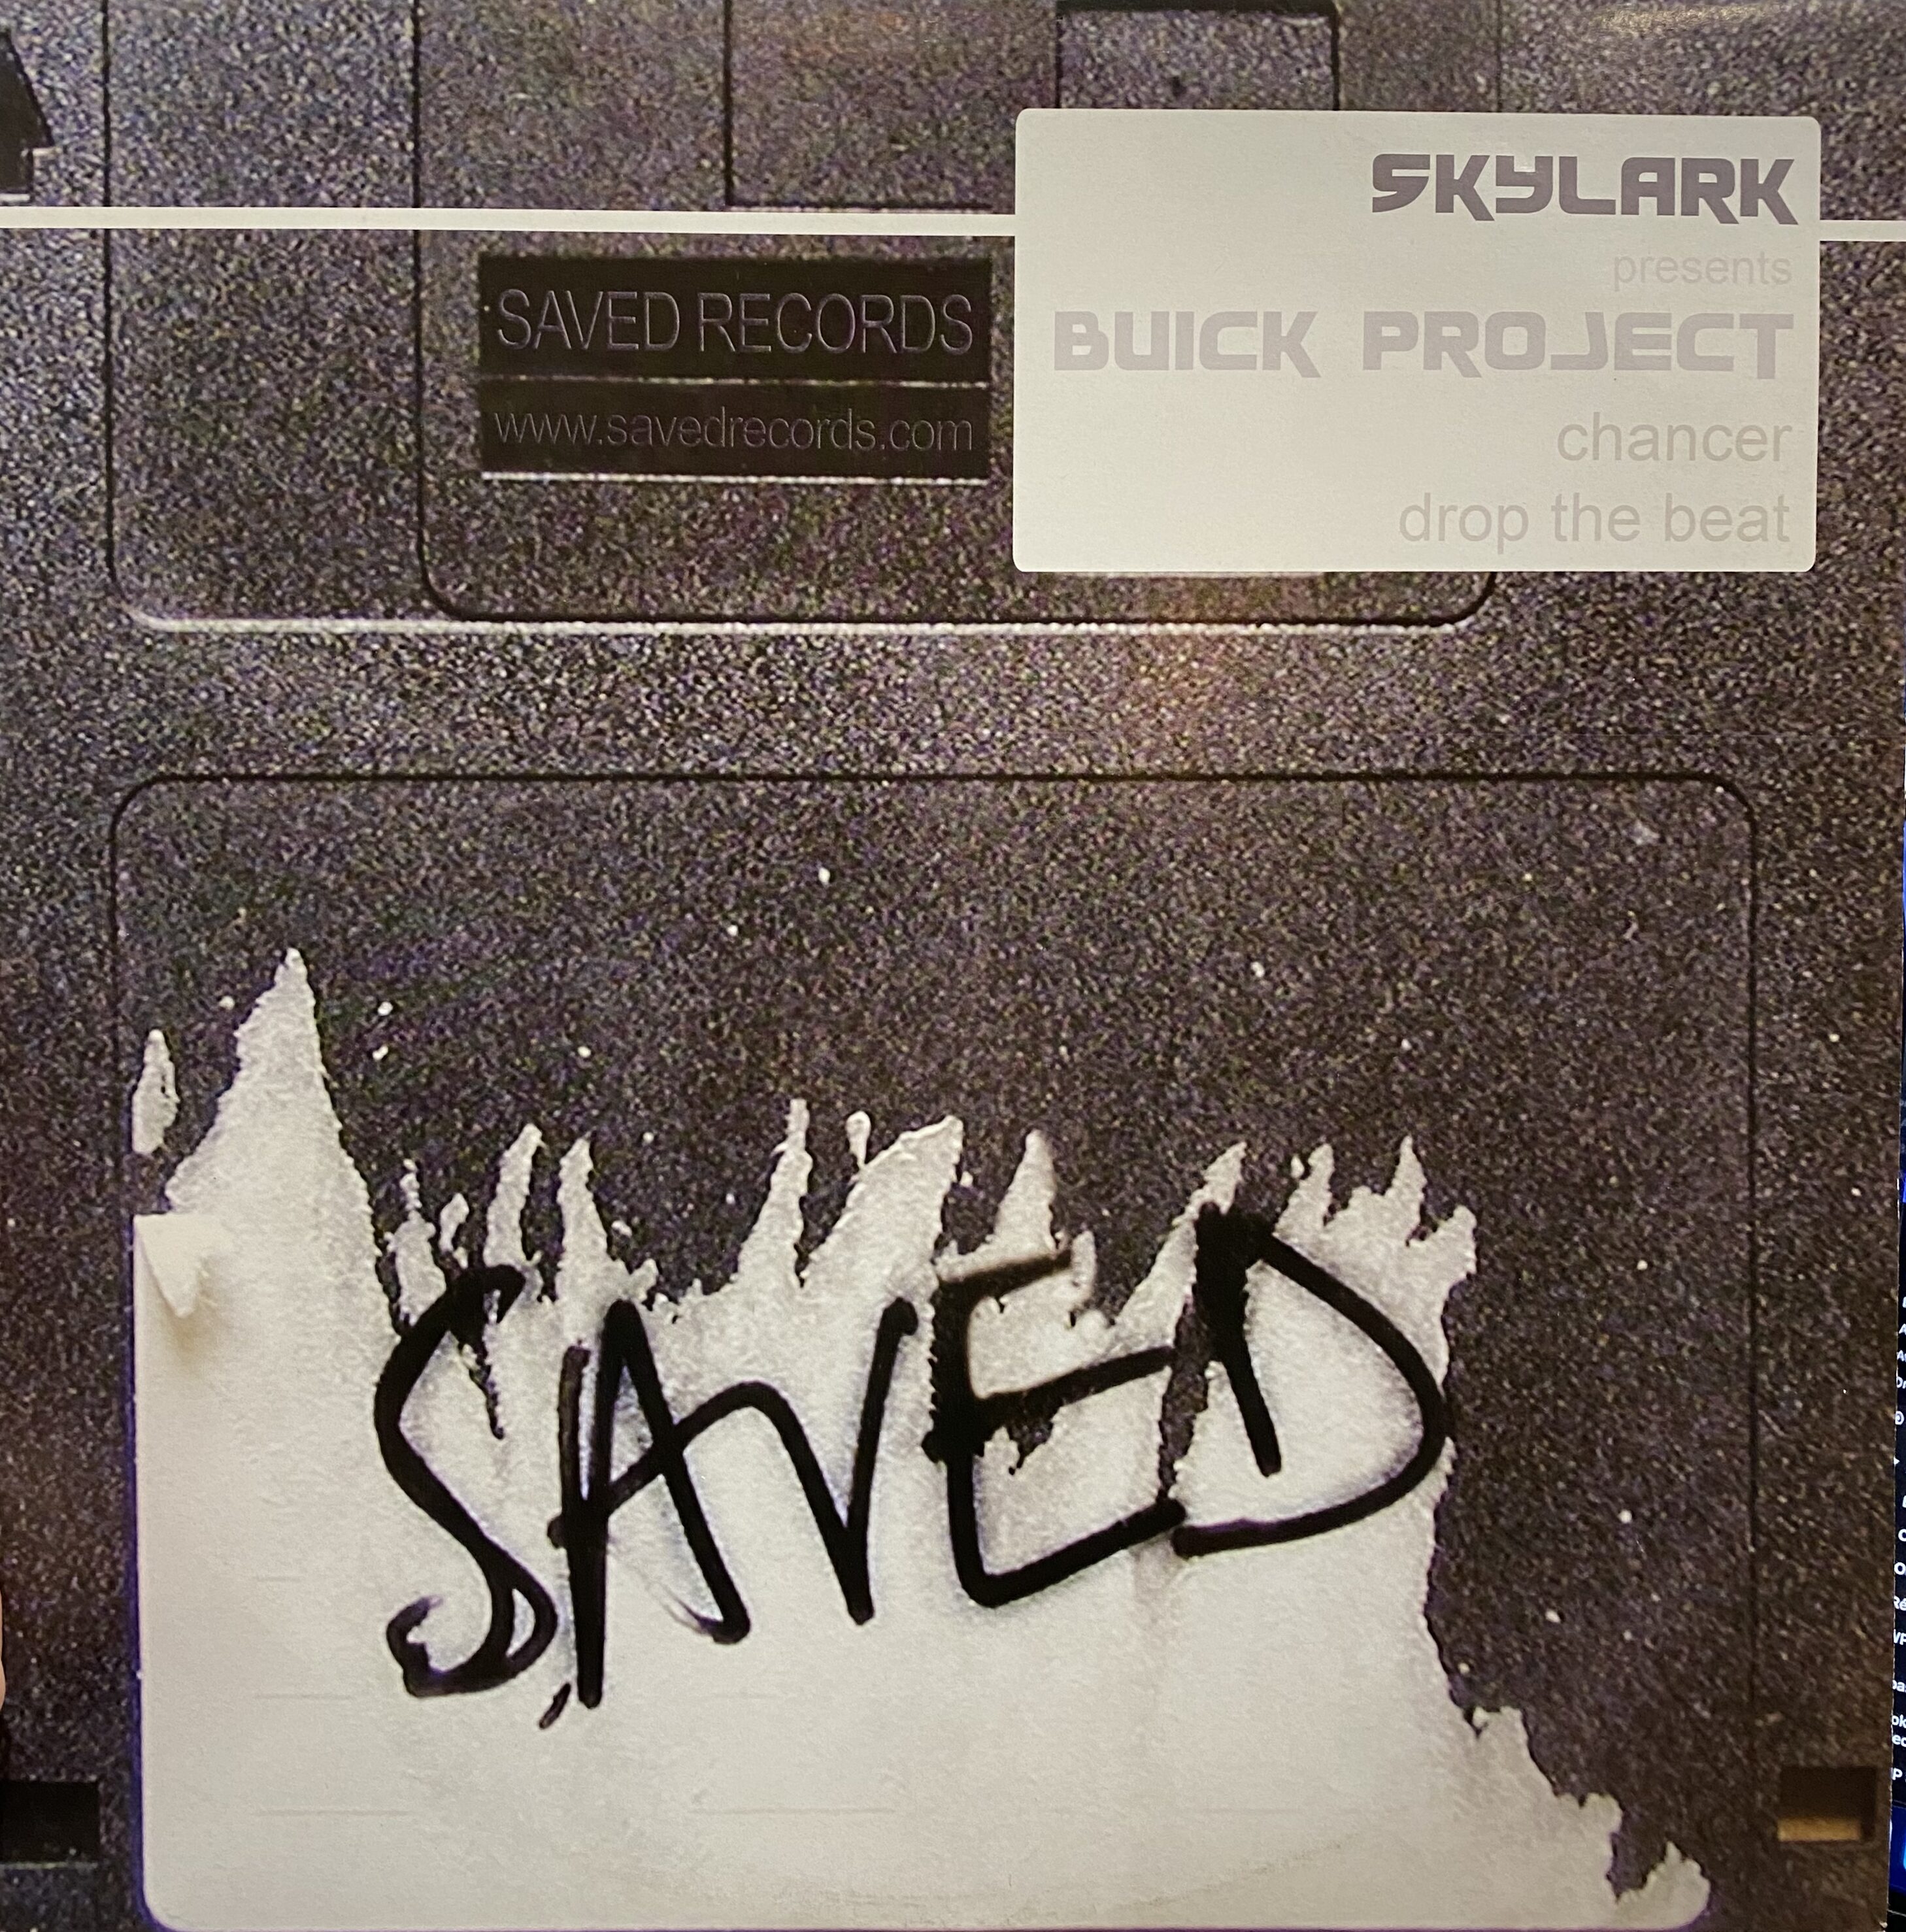 SKYLARK
presents
BUICK PROJECT
chancer
drop the beat
SAVED RECORDS
www.savedrecords.com
SAVED